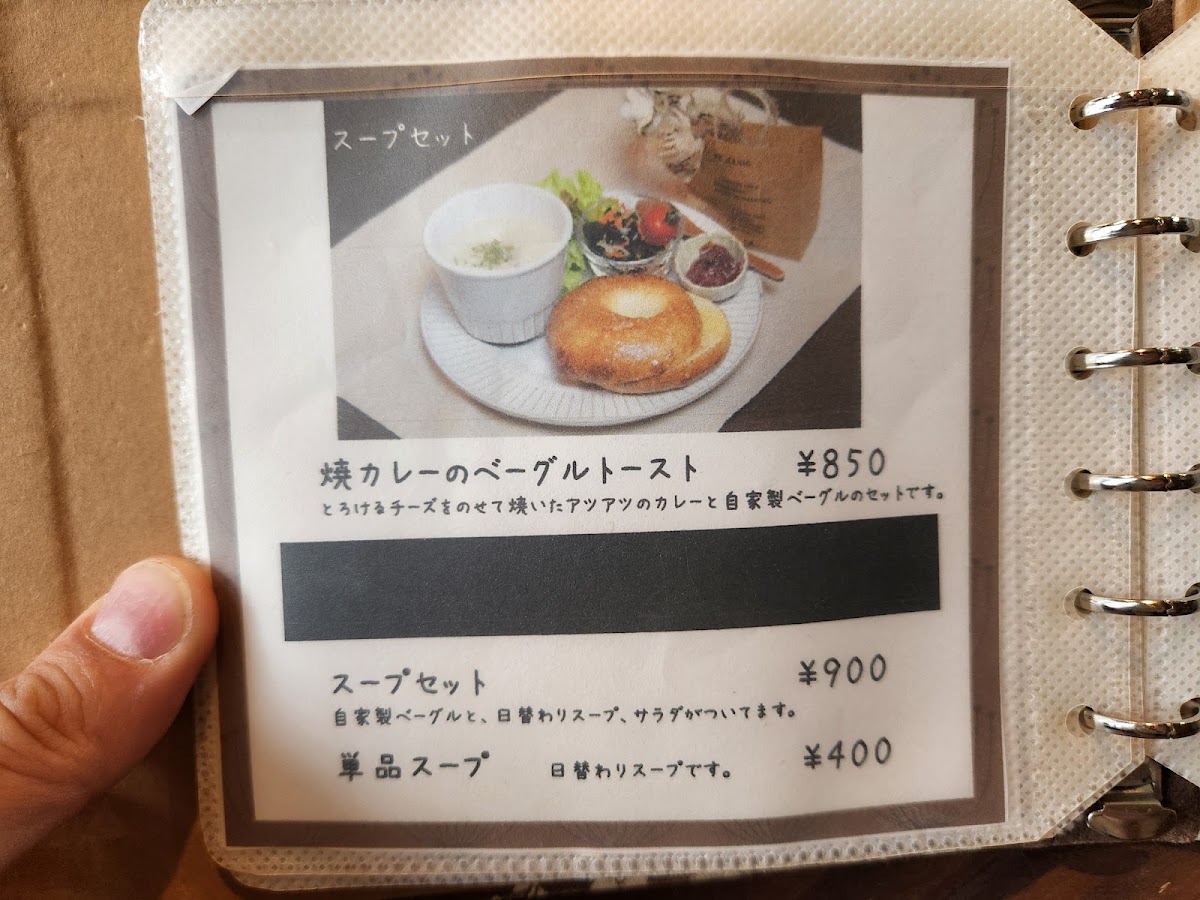 スープセット
焼カレーのベーグルトースト ¥850
とろけるチーズをのせて焼いたアツアツのカレーと自家製ベーグルのセットです。
スープセット ¥900
自家製ベーグルと、日替わりスープ、サラダがついてます。
単品スープ 日替わりスープです。 ¥400